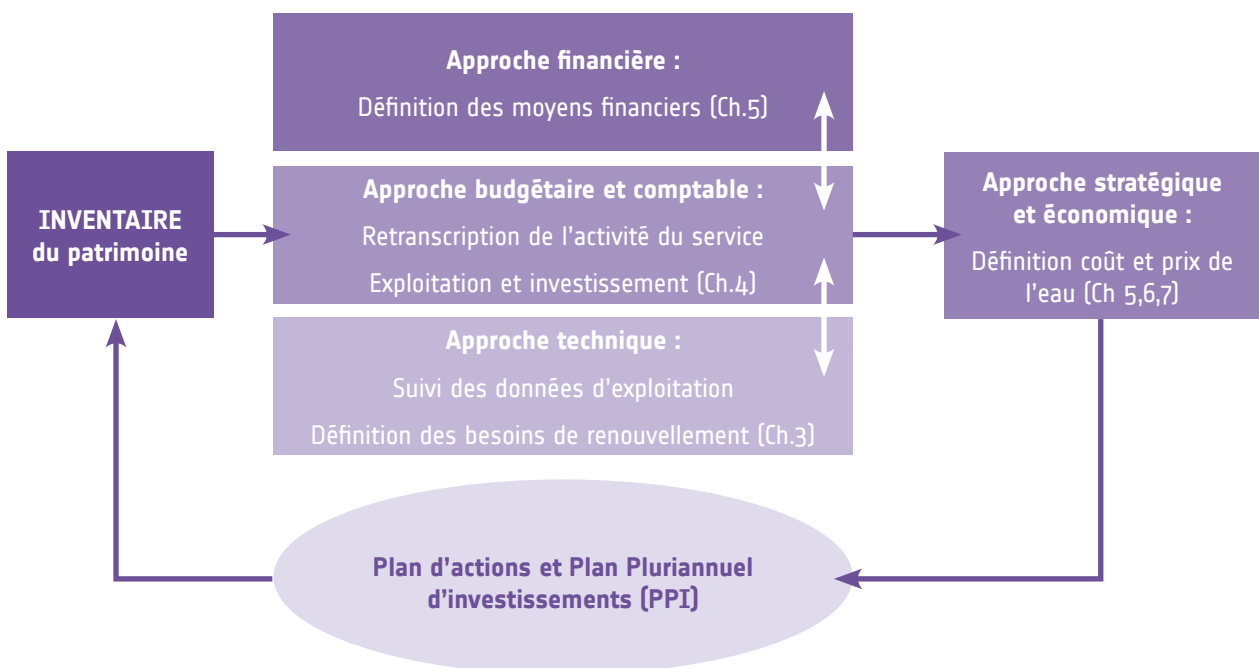 Approche financière :
Définition des moyens financiers (Ch.5)
INVENTAIRE
du patrimoine
Approche budgétaire et comptable :
Retranscription de l'activité du service
Exploitation et investissement (Ch.4)
Approche technique :
Suivi des données d'exploitation
Définition des besoins de renouvellement (Ch.3)
Approche stratégique
et économique :
Définition coût et prix de
l'eau (Ch 5,6,7)
Plan d'actions et Plan Pluriannuel
d'investissements (PPI)